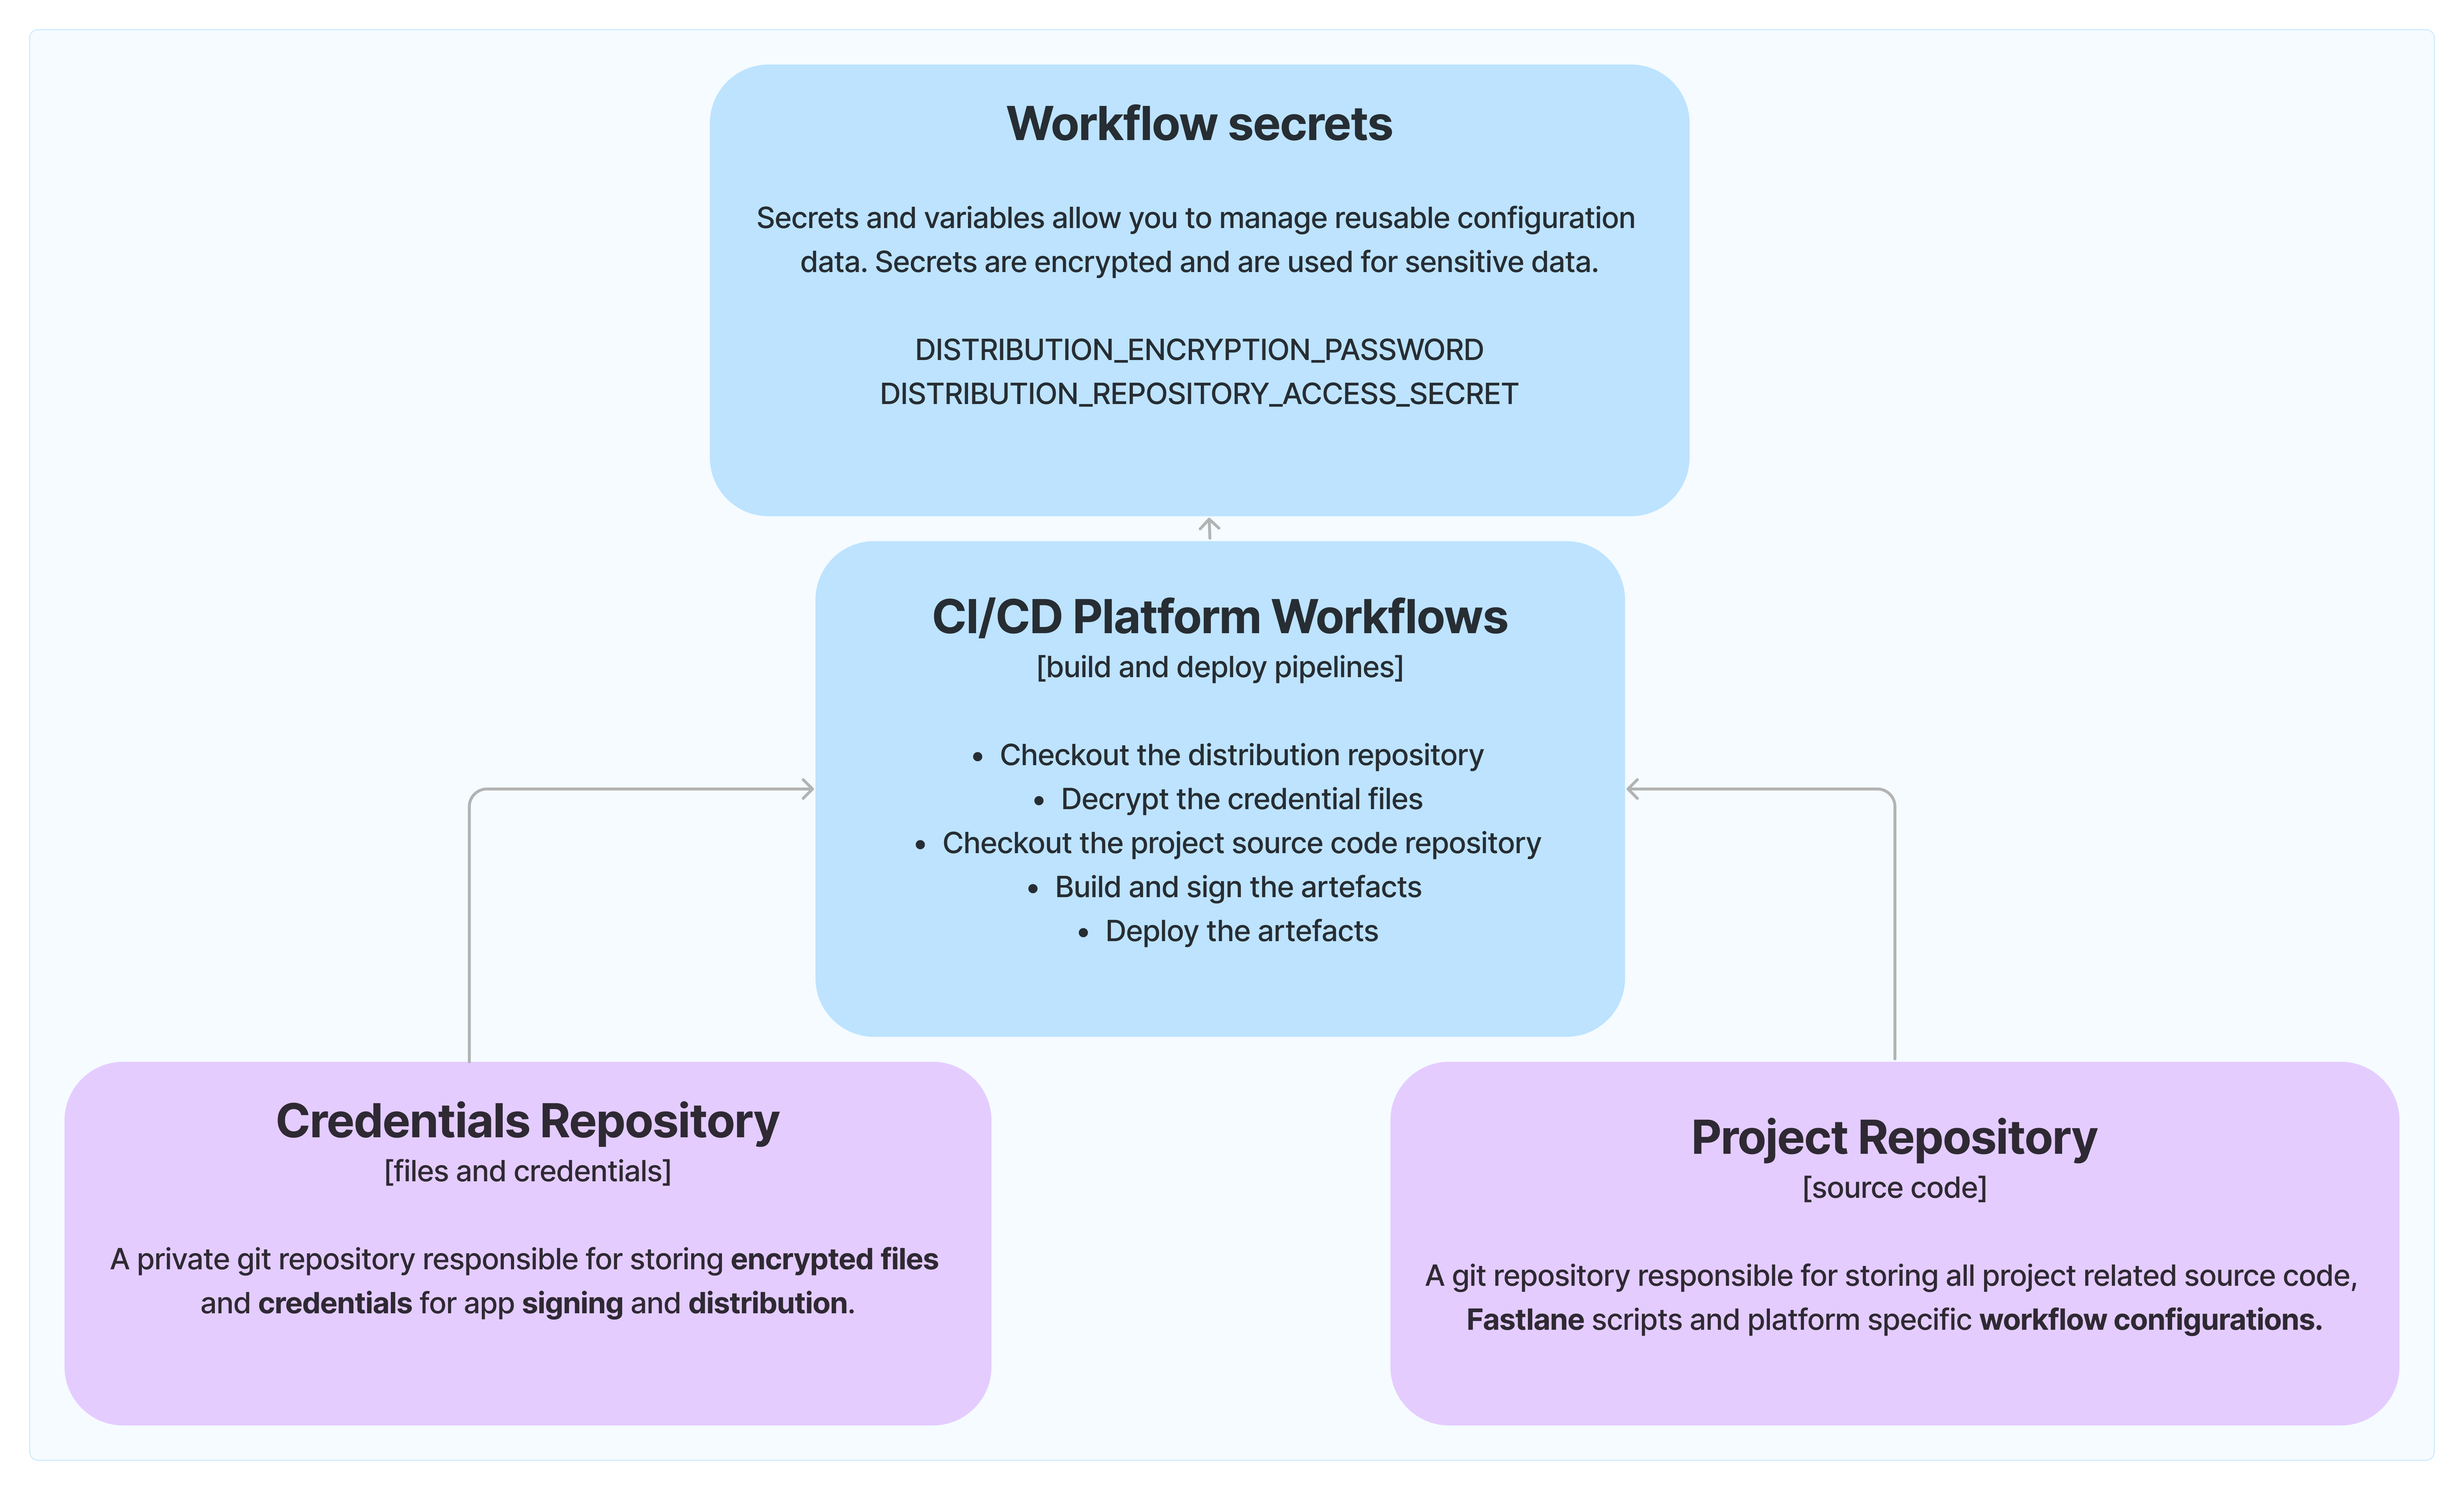 Workflow secrets
Secrets and variables allow you to manage reusable configuration
data. Secrets are encrypted and are used for sensitive data.
DISTRIBUTION_ENCRYPTION_PASSWORD
DISTRIBUTION_REPOSITORY_ACCESS_SECRET
CI/CD Platform Workflows
[build and deploy pipelines]
• Checkout the distribution repository
• Decrypt the credential files
• Checkout the project source code repository
• Build and sign the artefacts
• Deploy the artefacts
Credentials Repository
[files and credentials]
A private git repository responsible for storing encrypted files
and credentials for app signing and distribution.
Project Repository
[source code]
A git repository responsible for storing all project related source code,
Fastlane scripts and platform specific workflow configurations.